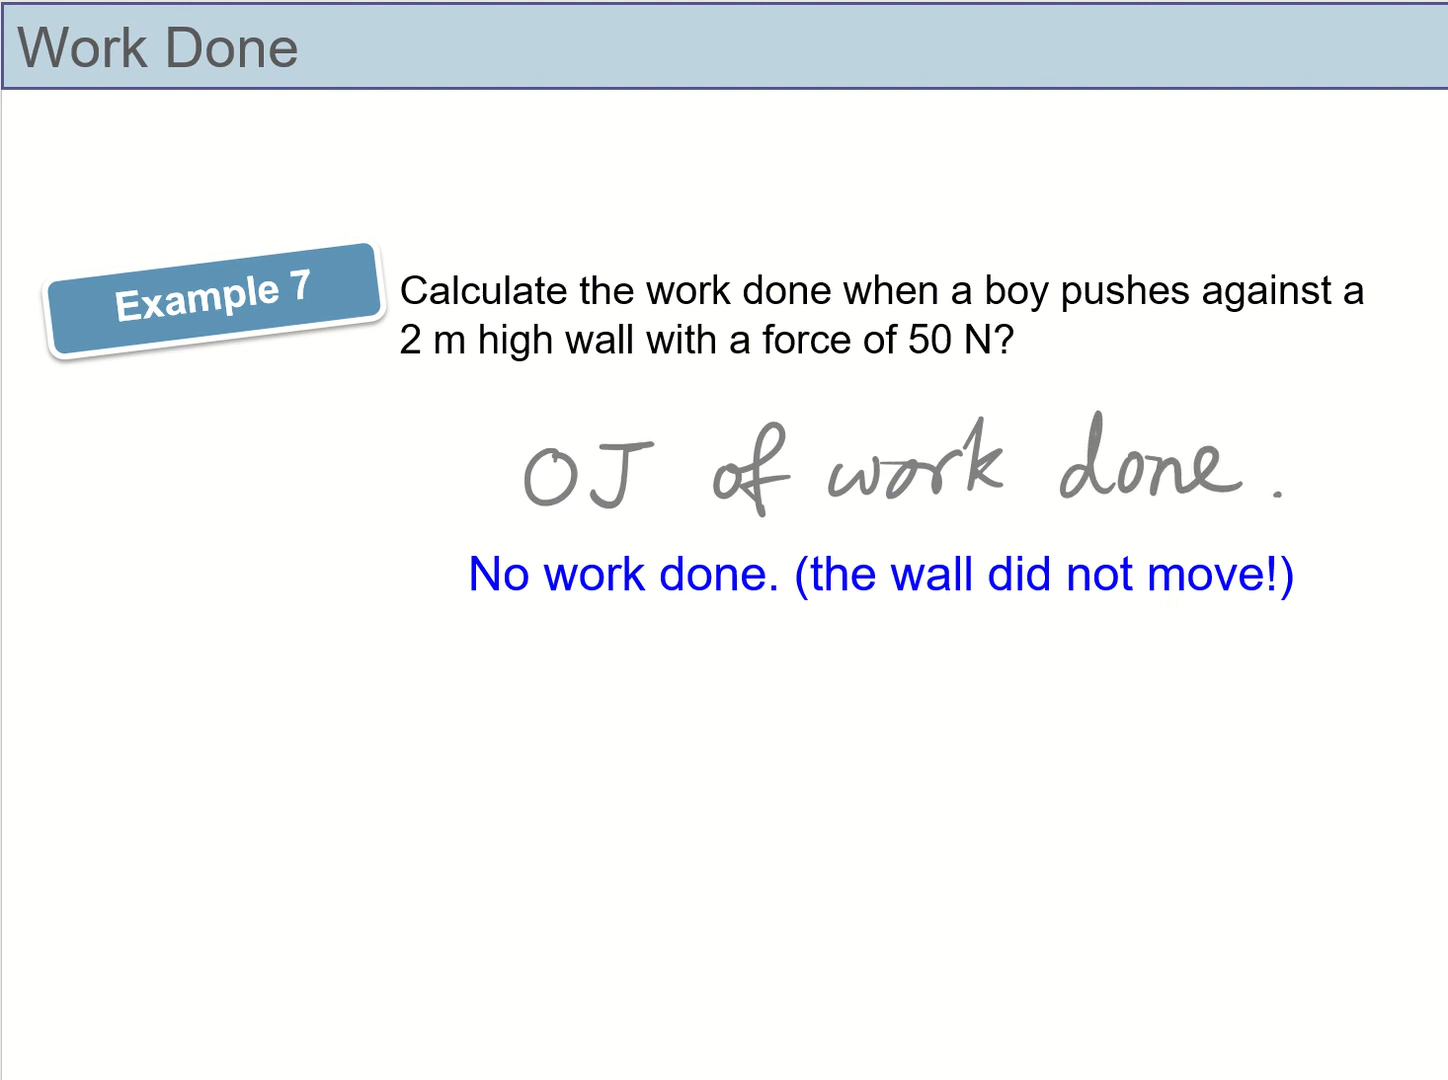 Work Done
Example 7
Calculate the work done when a boy pushes against a
2 m high wall with a force of 50 N?
0J of work done.
No work done. (the wall did not move!)